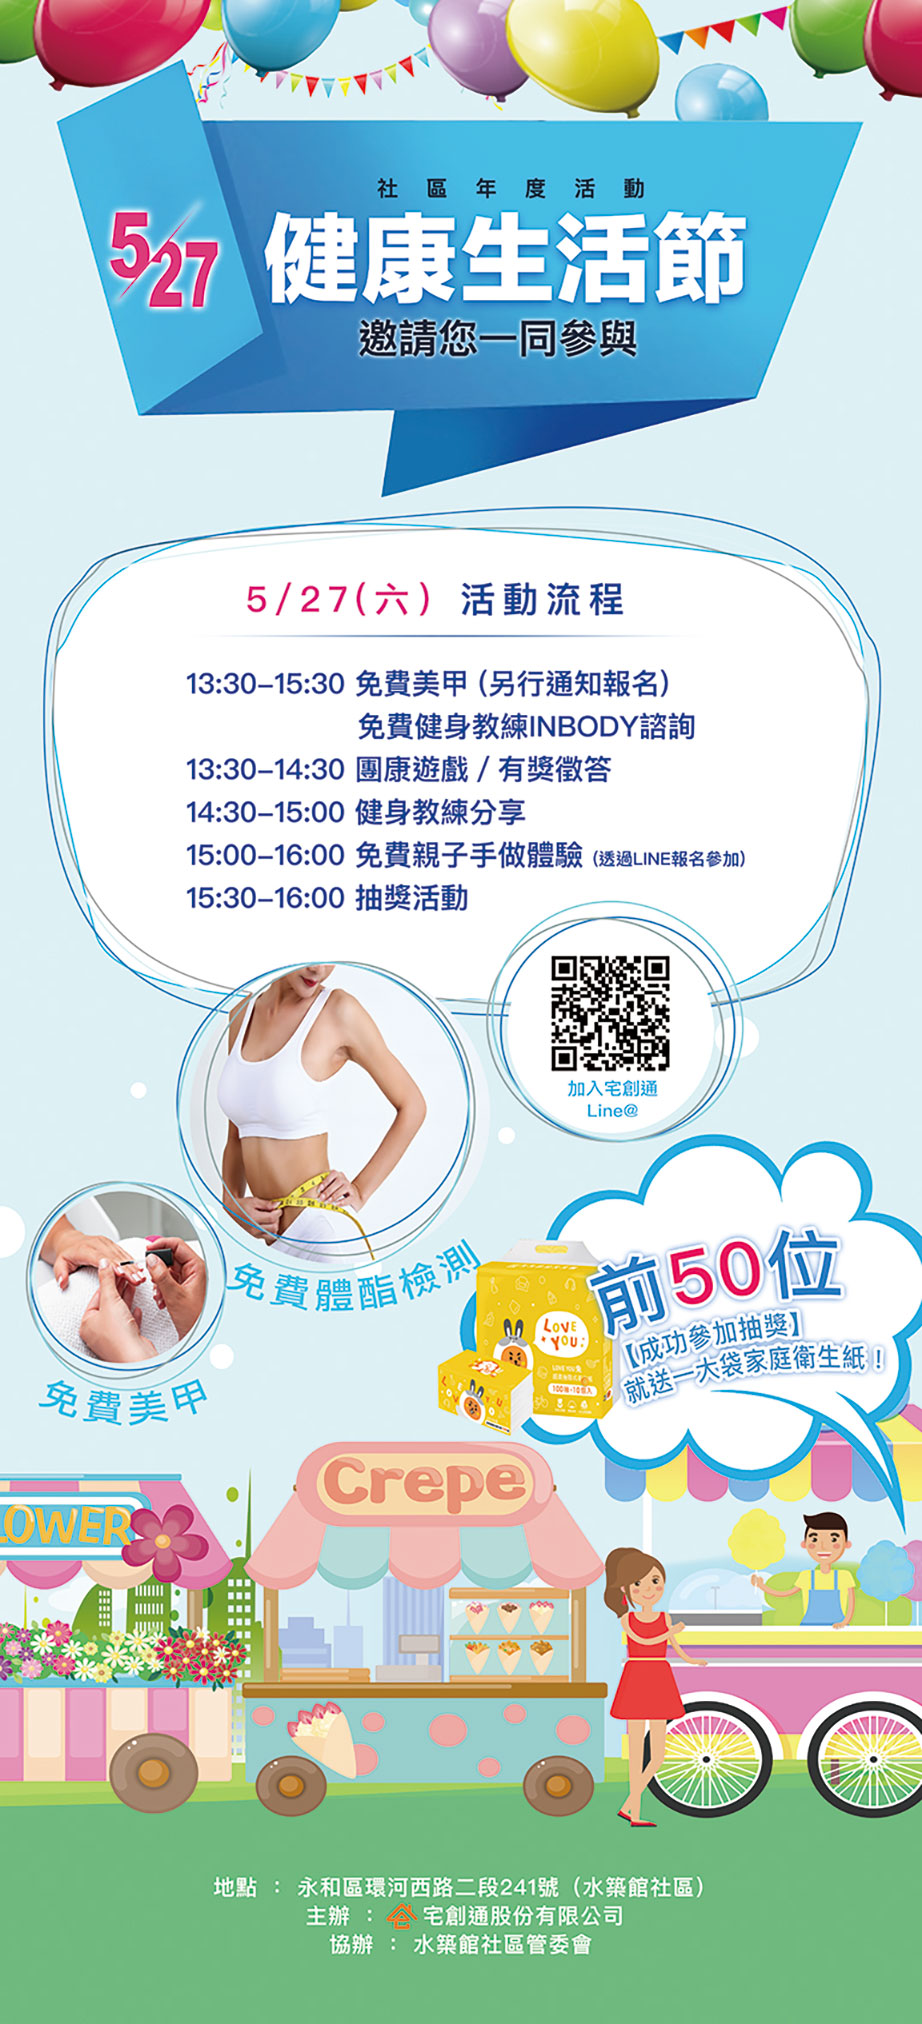 社區年度活動
5/27
健康生活節
邀請您一同參與
5/27(六) 活動流程
13:30-15:30 免費美甲(另行通知報名)
免費健身教練INBODY諮詢
13:30-14:30 團康遊戲 / 有獎徵答
14:30-15:00 健身教練分享
15:00-16:00 免費親子手做體驗 (透過LINE報名參加)
15:30-16:00 抽獎活動
加入宅創通
Line@
免費體酯檢測
免費美甲
前50位
【成功參加抽獎】
就送一大袋家庭衛生紙!
LOVE
YOU
Crepe
LOWER
地點 : 永和區環河西路二段241號 (水築館社區)
主辦 : 宅創通股份有限公司
協辦 : 水築館社區管委會